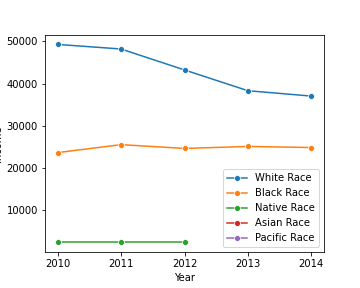 50000
40000
30000
20000
10000
White Race
Black Race
Native Race
Asian Race
Pacific Race
2010 2011 2012 2013 2014
Year